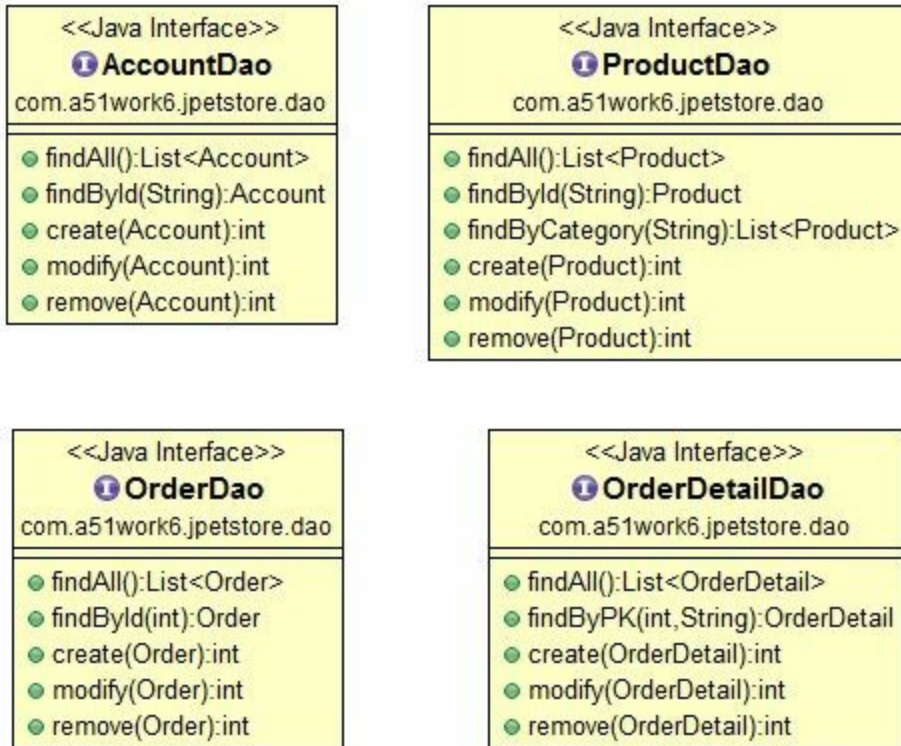 <<Java Interface>>
AccountDao
com.a51work6.jpetstore.dao
findAll():List<Account>
findById(String):Account
create(Account):int
modify(Account):int
remove(Account):int
<<Java Interface>>
ProductDao
com.a51work6.jpetstore.dao
findAll():List<Product>
findById(String):Product
findByCategory(String):List<Product>
create(Product):int
modify(Product):int
remove(Product):int
<<Java Interface>>
OrderDao
com.a51work6.jpetstore.dao
findAll():List<Order>
findById(int):Order
create(Order):int
modify(Order):int
remove(Order):int
<<Java Interface>>
OrderDetailDao
com.a51work6.jpetstore.dao
findAll():List<OrderDetail>
findByPK(int,String):OrderDetail
create(OrderDetail):int
modify(OrderDetail):int
remove(OrderDetail):int